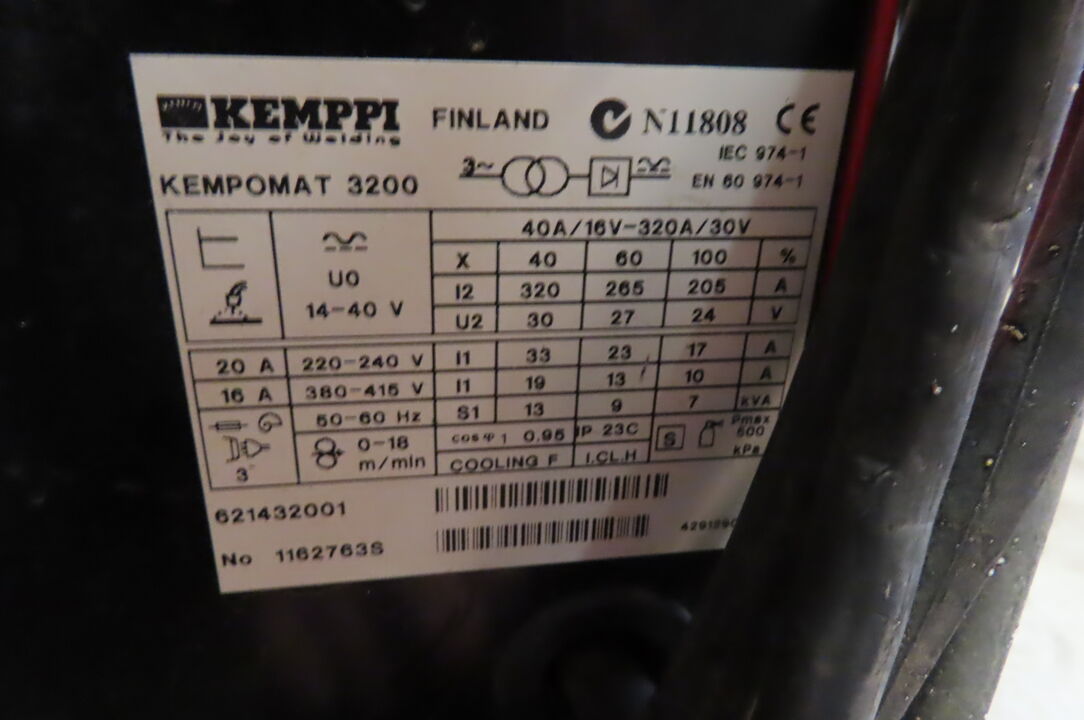 KEMPPI FINLAND N11808 CE
The Joy of Welding
IEC 974-1
KEMPOMAT 3200 3~ EN 60 974-1
40A/16V-320A/30V
X 40 60 100 %
U0
I2 320 265 205 A
14-40 V
U2 30 27 24 V
20 A 220-240 V I1 33 23 17 A
16 A 380-415 V I1 19 13 10 A
50-60 Hz S1 13 9 7 kVA
0-18 m/min cos φ 1 0.95 IP 23C S Pmax 500 kPa
3 COOLING F I.CL.H
621432001
No 1162763S